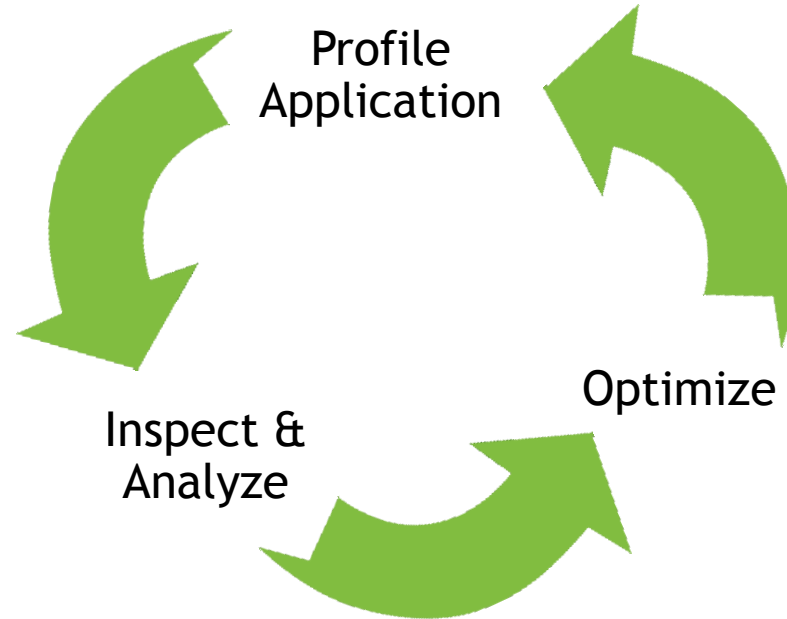 Profile
Application
Optimize
Inspect &
Analyze